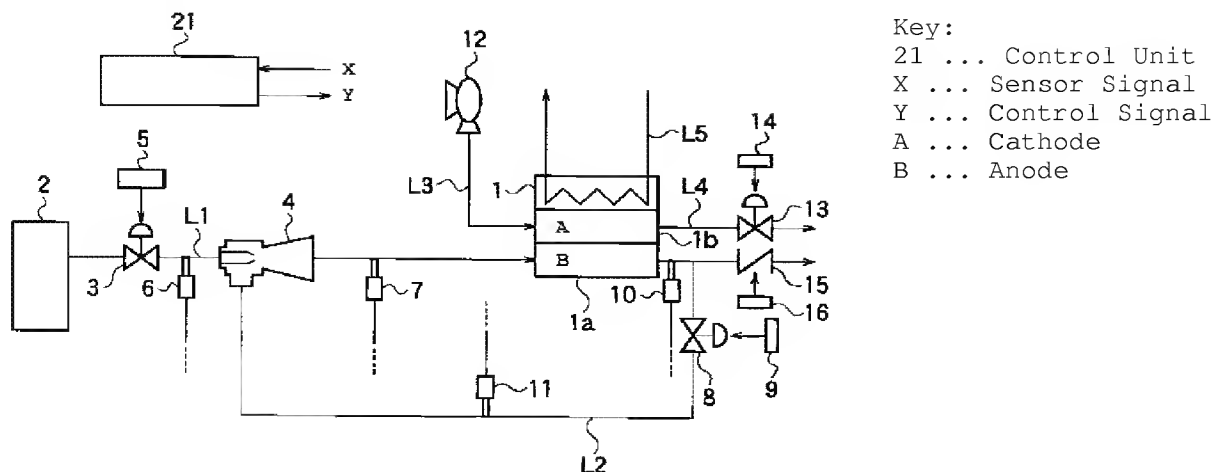 21
X
Y
12
5
14
2
L1
4
L3
1
L5
L4
13
A
1b
B
3
6
7
1a
10
15
16
11
8
9
L2
Key:
21 ... Control Unit
X ... Sensor Signal
Y ... Control Signal
A ... Cathode
B ... Anode